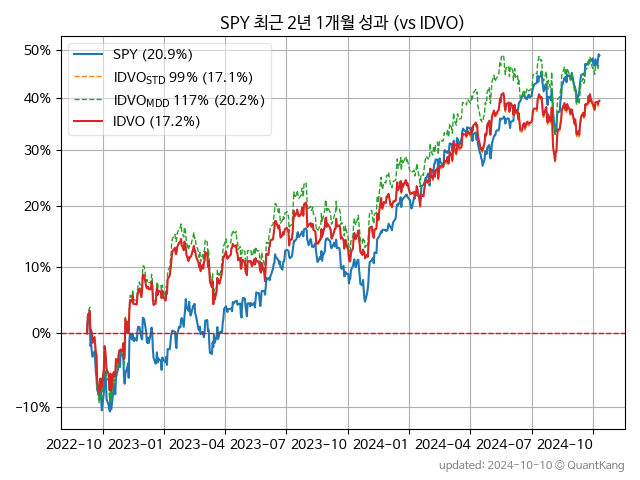 SPY 최근 2년 1개월 성과 (vs IDVO)
SPY (20.9%)
IDVOSTD 99% (17.1%)
IDVOMDD 117% (20.2%)
IDVO (17.2%)
50%
40%
30%
20%
10%
0%
−10%
2022-10 2023-01 2023-04 2023-07 2023-10 2024-01 2024-04 2024-07 2024-10
updated: 2024-10-10 © QuantKang